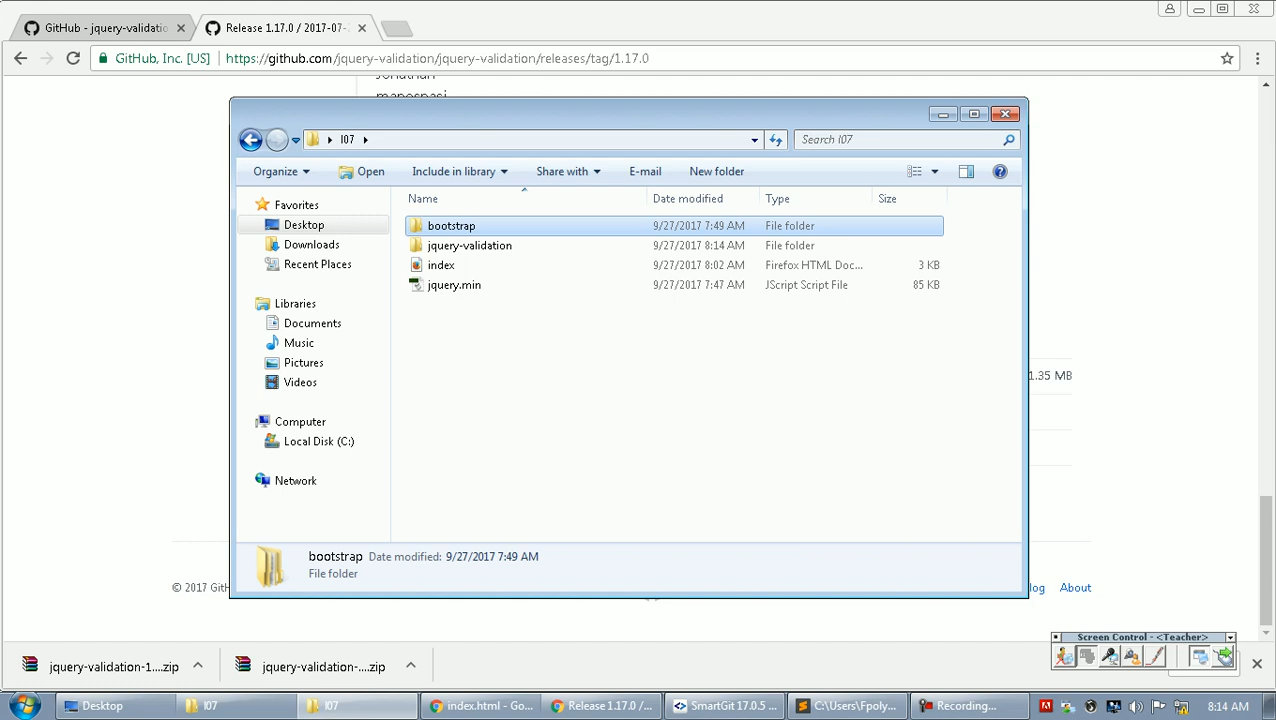 GitHub - jquery-validatio
Release 1.17.0 / 2017-07-
GitHub, Inc. [US]
https://github.com/jquery-validation/jquery-validation/releases/tag/1.17.0
Jonathan
I07
Search I07
Organize
Open
Include in library
Share with
E-mail
New folder
Name Date modified Type Size
Favorites
Desktop
Downloads
Recent Places
Libraries
Documents
Music
Pictures
Videos
Computer
Local Disk (C:)
Network
bootstrap 9/27/2017 7:49 AM File folder
jquery-validation 9/27/2017 8:14 AM File folder
index 9/27/2017 8:02 AM Firefox HTML Doc... 3 KB
jquery.min 9/27/2017 7:47 AM JScript Script File 85 KB
1.35 MB
bootstrap Date modified: 9/27/2017 7:49 AM
File folder
© 2017 GitH
log About
Screen Control - <Teacher>
jquery-validation-1....zip
jquery-validation-....zip
Desktop
I07
I07
index.html - Go...
Release 1.17.0 /...
SmartGit 17.0.5 ...
C:\Users\Fpoly...
Recording...
8:14 AM